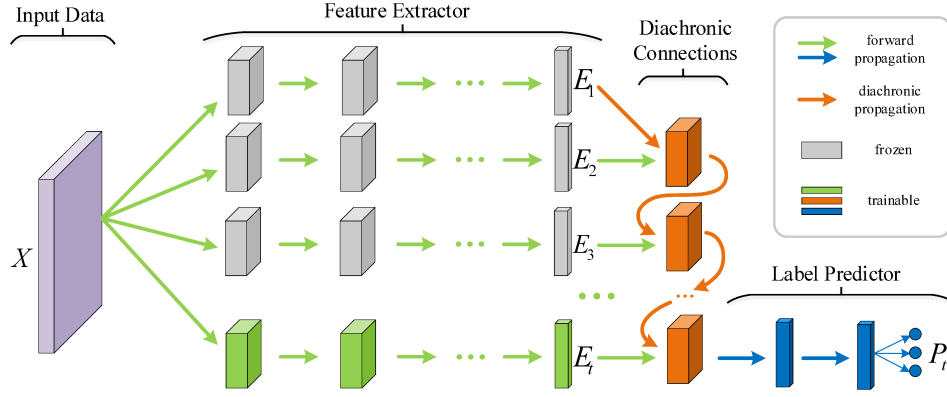 Input Data
Feature Extractor
Diachronic
Connections
forward
propagation
diachronic
propagation
frozen
trainable
X
E1
E2
E3
Et
Label Predictor
Pt